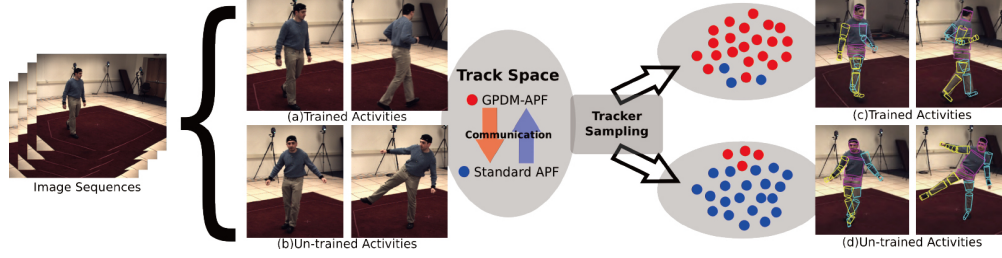 Image Sequences
(a)Trained Activities
(b)Un-trained Activities
Track Space
GPDM-APF
Communication
Standard APF
Tracker
Sampling
(c)Trained Activities
(d)Un-trained Activities